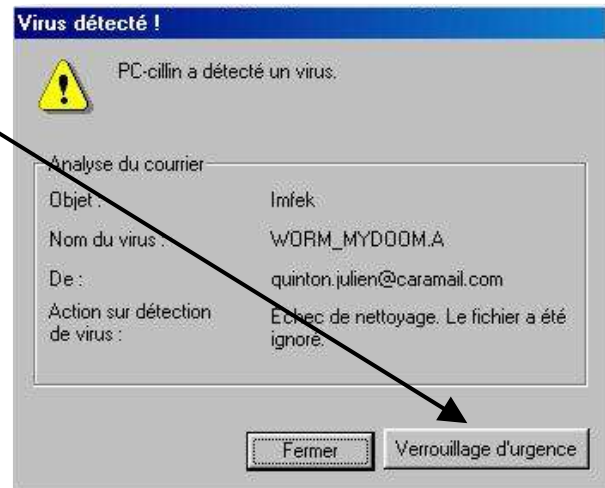 Virus détecté !
PC-cillin a détecté un virus.
Analyse du courrier
Objet : Imfek
Nom du virus : WORM_MYDOOM.A
De : quinton.julien@caramail.com
Action sur détection de virus : Echec de nettoyage. Le fichier a été ignoré.
Fermer Verrouillage d'urgence